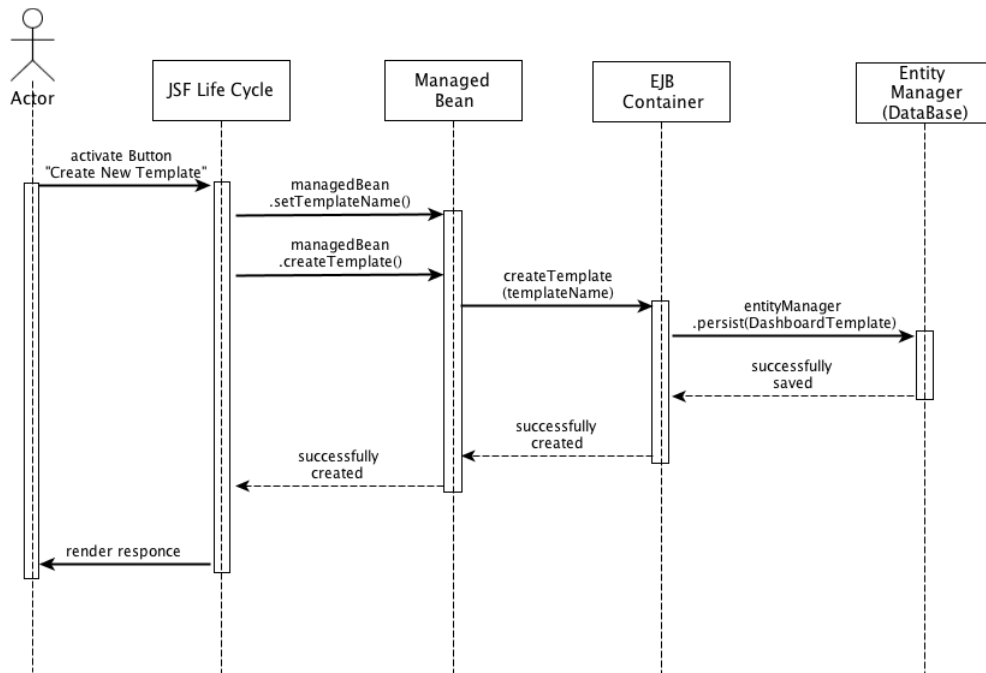 Actor
JSF Life Cycle
Managed
Bean
EJB
Container
Entity
Manager
(DataBase)
activate Button
"Create New Template"
managedBean
.setTemplateName()
managedBean
.createTemplate()
createTemplate
(templateName)
entityManager
.persist(DashboardTemplate)
successfully
saved
successfully
created
successfully
created
render responce